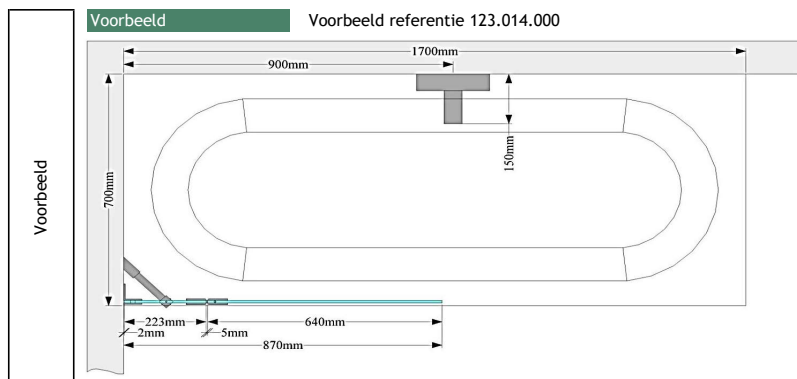 Voorbeeld
Voorbeeld referentie 123.014.000
Voorbeeld
1700mm
900mm
700mm
150mm
223mm
640mm
2mm
5mm
870mm